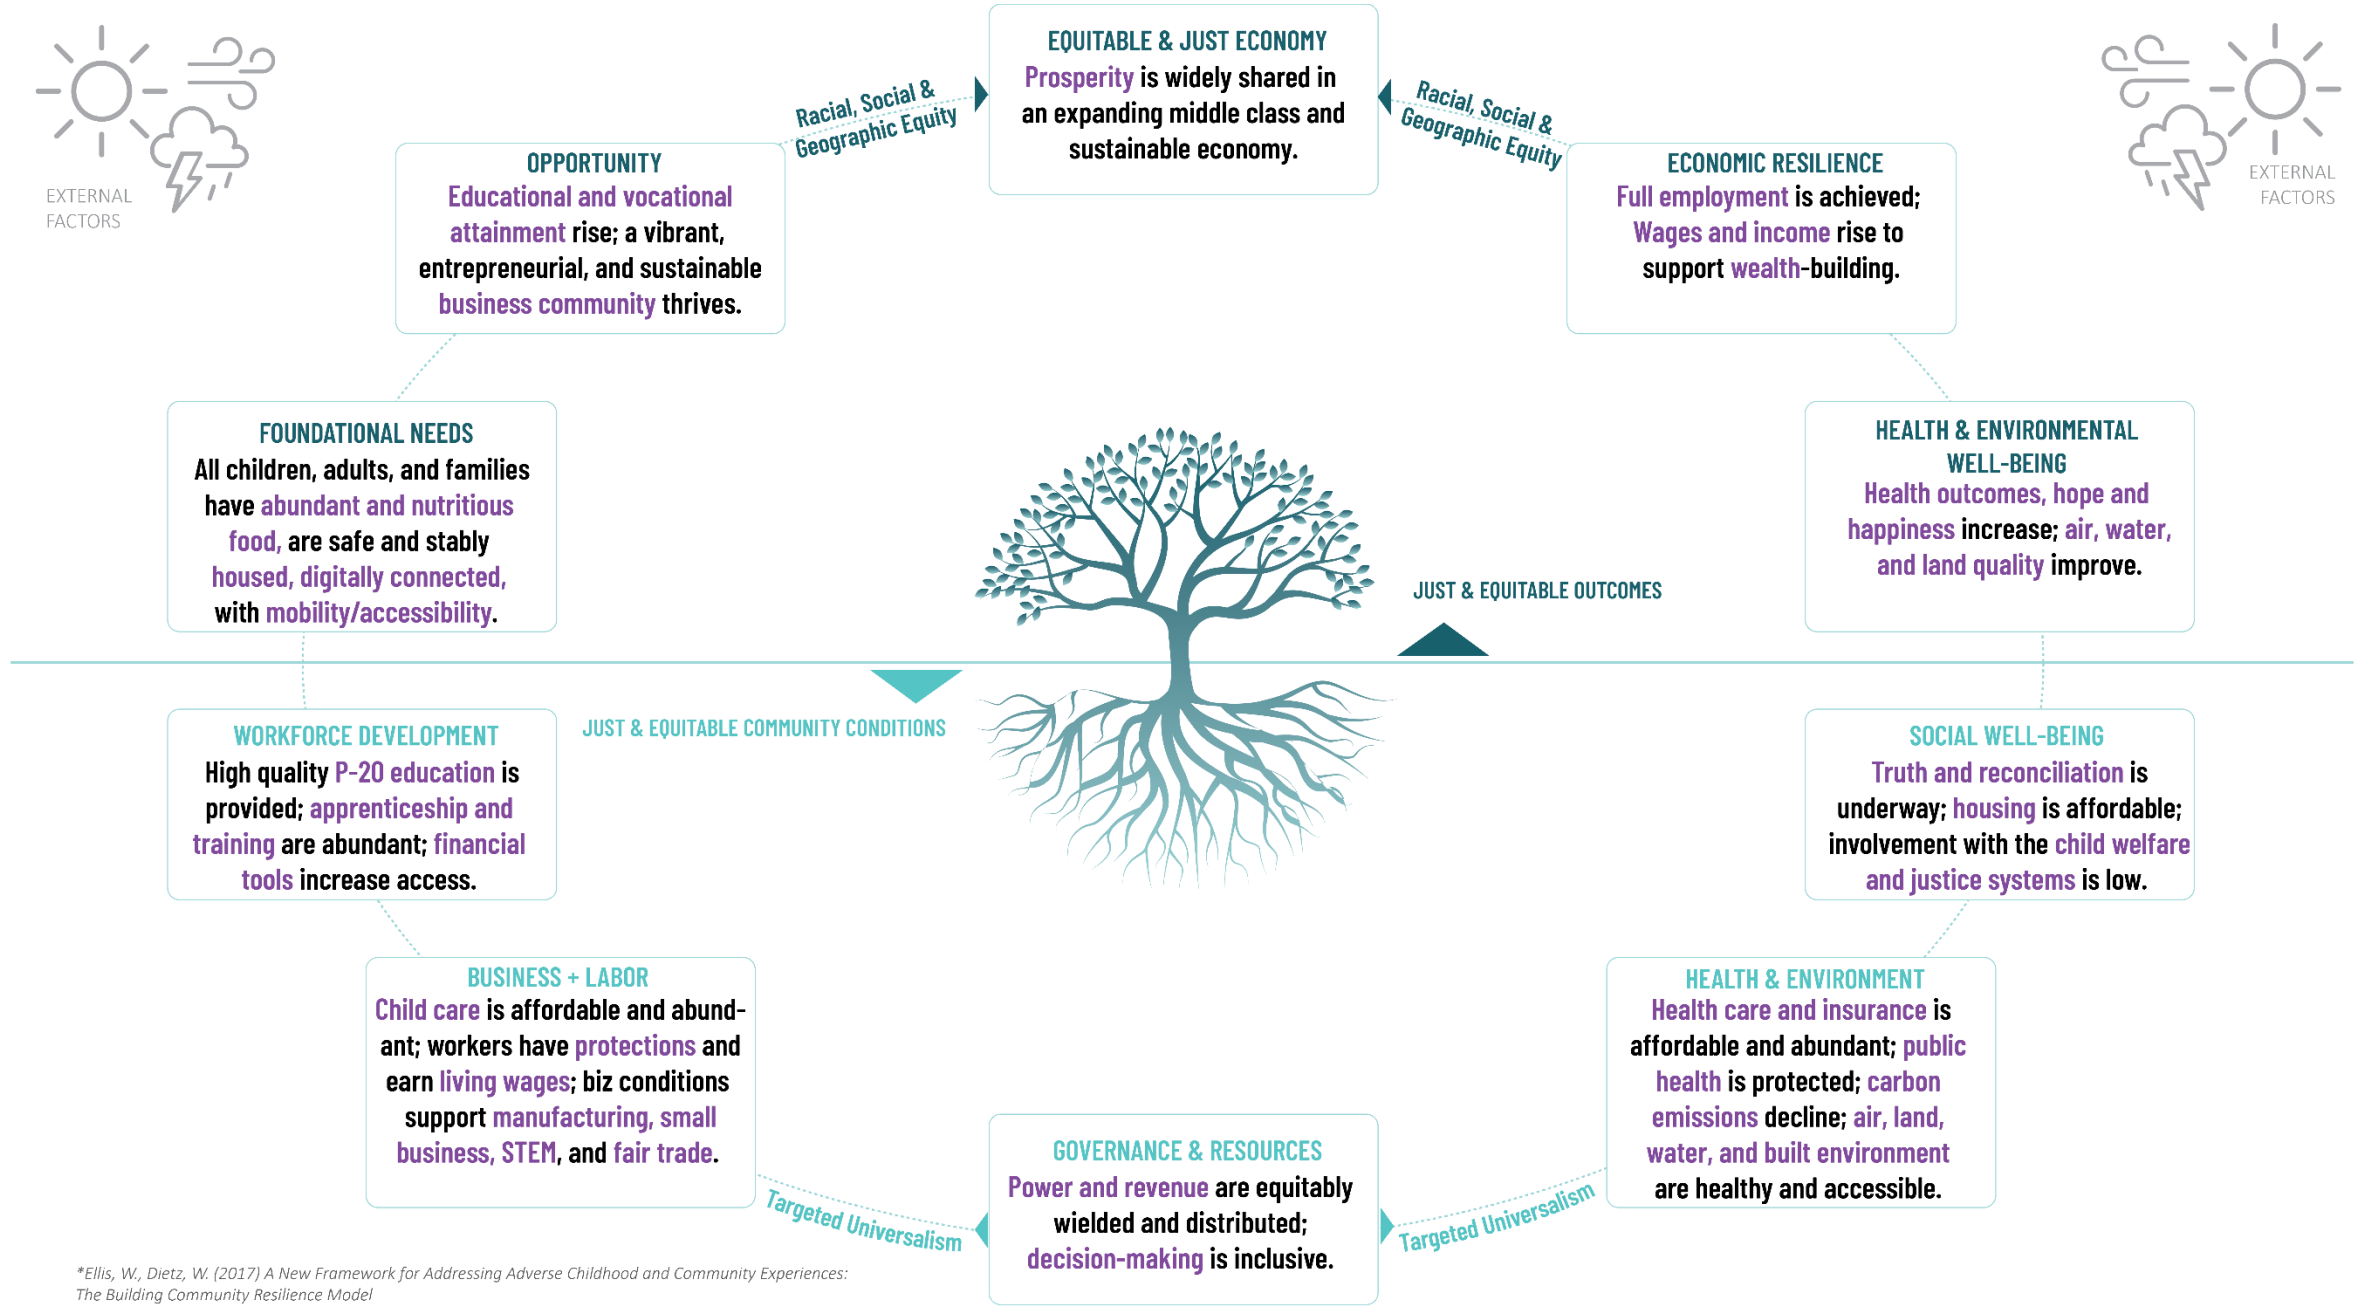 EQUITABLE & JUST ECONOMY
Prosperity is widely shared in
an expanding middle class and
sustainable economy.
Racial, Social &
Geographic Equity
Racial, Social &
Geographic Equity
EXTERNAL
FACTORS
EXTERNAL
FACTORS
OPPORTUNITY
Educational and vocational
attainment rise; a vibrant,
entrepreneurial, and sustainable
business community thrives.
ECONOMIC RESILIENCE
Full employment is achieved;
Wages and income rise to
support wealth-building.
FOUNDATIONAL NEEDS
All children, adults, and families
have abundant and nutritious
food, are safe and stably
housed, digitally connected,
with mobility/accessibility.
HEALTH & ENVIRONMENTAL
WELL-BEING
Health outcomes, hope and
happiness increase; air, water,
and land quality improve.
JUST & EQUITABLE OUTCOMES
JUST & EQUITABLE COMMUNITY CONDITIONS
WORKFORCE DEVELOPMENT
High quality P-20 education is
provided; apprenticeship and
training are abundant; financial
tools increase access.
SOCIAL WELL-BEING
Truth and reconciliation is
underway; housing is affordable;
involvement with the child welfare
and justice systems is low.
BUSINESS + LABOR
Child care is affordable and abund-
ant; workers have protections and
earn living wages; biz conditions
support manufacturing, small
business, STEM, and fair trade.
HEALTH & ENVIRONMENT
Health care and insurance is
affordable and abundant; public
health is protected; carbon
emissions decline; air, land,
water, and built environment
are healthy and accessible.
Targeted Universalism
GOVERNANCE & RESOURCES
Power and revenue are equitably
wielded and distributed;
decision-making is inclusive.
Targeted Universalism
*Ellis, W., Dietz, W. (2017) A New Framework for Addressing Adverse Childhood and Community Experiences:
The Building Community Resilience Model